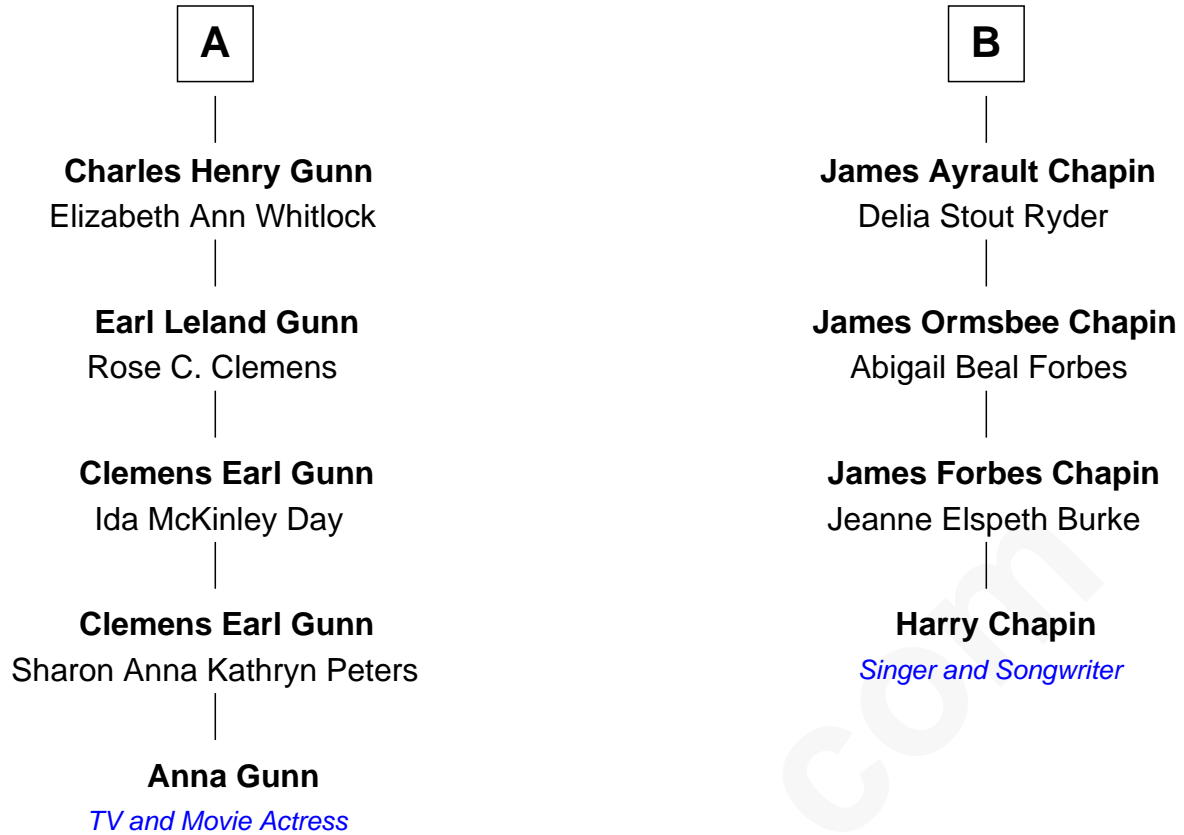 A
Charles Henry Gunn
Elizabeth Ann Whitlock
Earl Leland Gunn
Rose C. Clemens
Clemens Earl Gunn
Ida McKinley Day
Clemens Earl Gunn
Sharon Anna Kathryn Peters
Anna Gunn
TV and Movie Actress
B
James Ayrault Chapin
Delia Stout Ryder
James Ormsbee Chapin
Abigail Beal Forbes
James Forbes Chapin
Jeanne Elspeth Burke
Harry Chapin
Singer and Songwriter
com